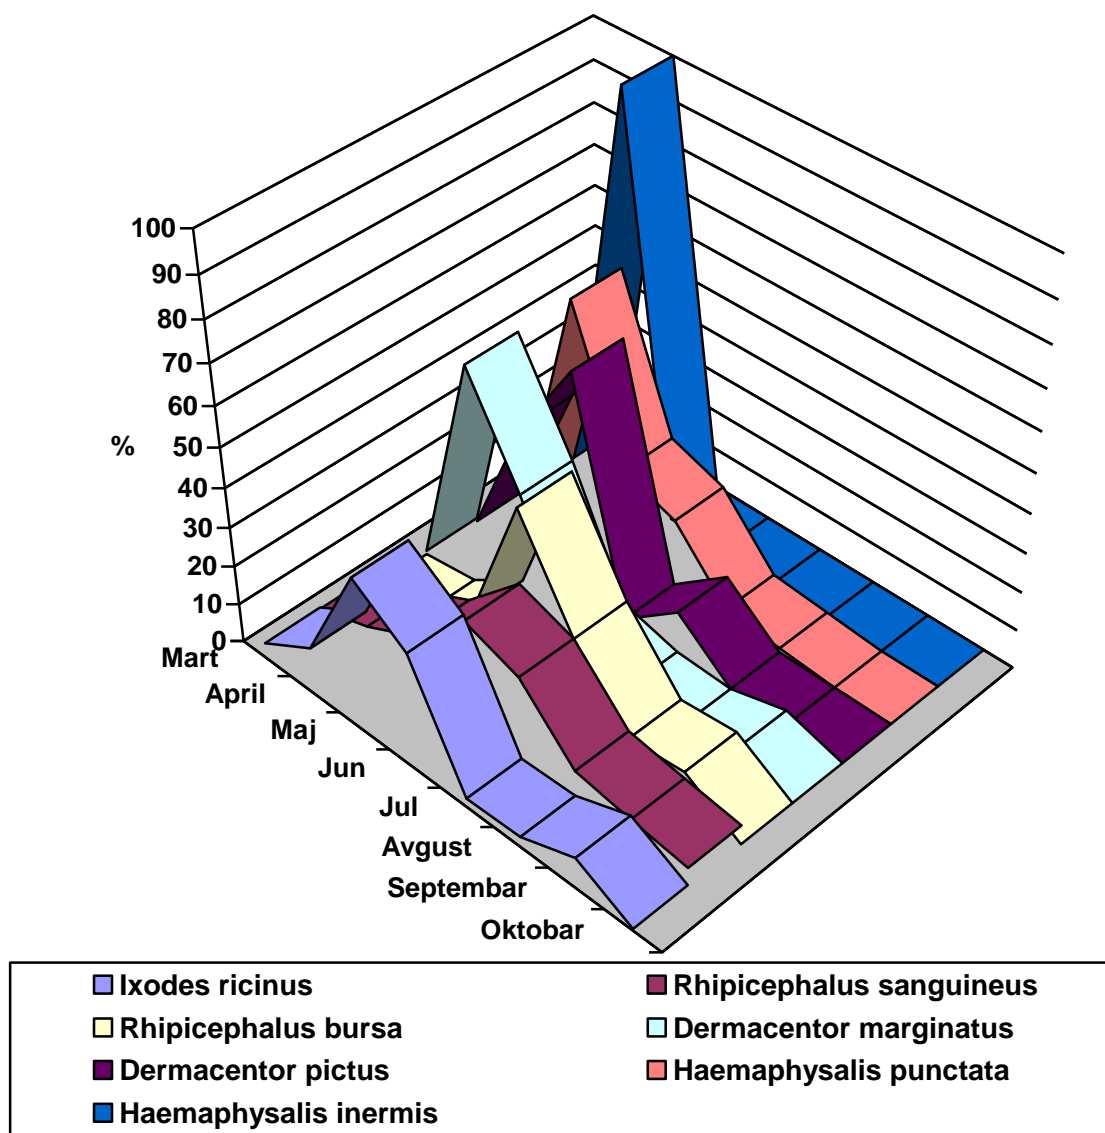 100
90
80
70
60
50
40
30
20
10
0
%
Mart
April
Maj
Jun
Jul
Avgust
Septembar
Oktobar
Ixodes ricinus
Rhipicephalus sanguineus
Rhipicephalus bursa
Dermacentor marginatus
Dermacentor pictus
Haemaphysalis punctata
Haemaphysalis inermis